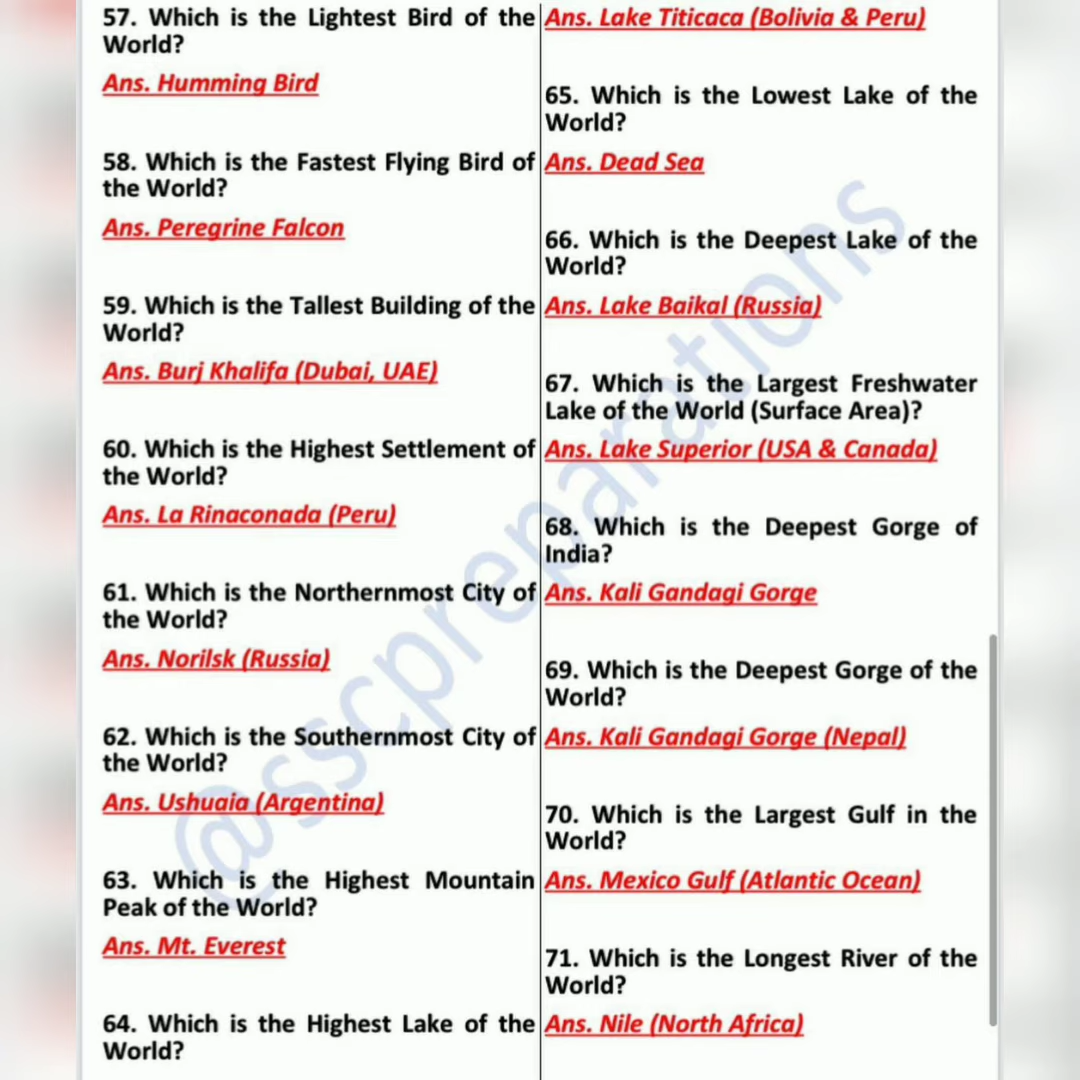 57. Which is the Lightest Bird of the
World?
Ans. Humming Bird
58. Which is the Fastest Flying Bird of
the World?
Ans. Peregrine Falcon
59. Which is the Tallest Building of the
World?
Ans. Burj Khalifa (Dubai, UAE)
60. Which is the Highest Settlement of
the World?
Ans. La Rinaconada (Peru)
61. Which is the Northernmost City of
the World?
Ans. Norilsk (Russia)
62. Which is the Southernmost City of
the World?
Ans. Ushuaia (Argentina)
63. Which is the Highest Mountain
Peak of the World?
Ans. Mt. Everest
64. Which is the Highest Lake of the
World?
Ans. Lake Titicaca (Bolivia & Peru)
65. Which is the Lowest Lake of the
World?
Ans. Dead Sea
66. Which is the Deepest Lake of the
World?
Ans. Lake Baikal (Russia)
67. Which is the Largest Freshwater
Lake of the World (Surface Area)?
Ans. Lake Superior (USA & Canada)
68. Which is the Deepest Gorge of
India?
Ans. Kali Gandagi Gorge
69. Which is the Deepest Gorge of the
World?
Ans. Kali Gandagi Gorge (Nepal)
70. Which is the Largest Gulf in the
World?
Ans. Mexico Gulf (Atlantic Ocean)
71. Which is the Longest River of the
World?
Ans. Nile (North Africa)
@sscpreparations